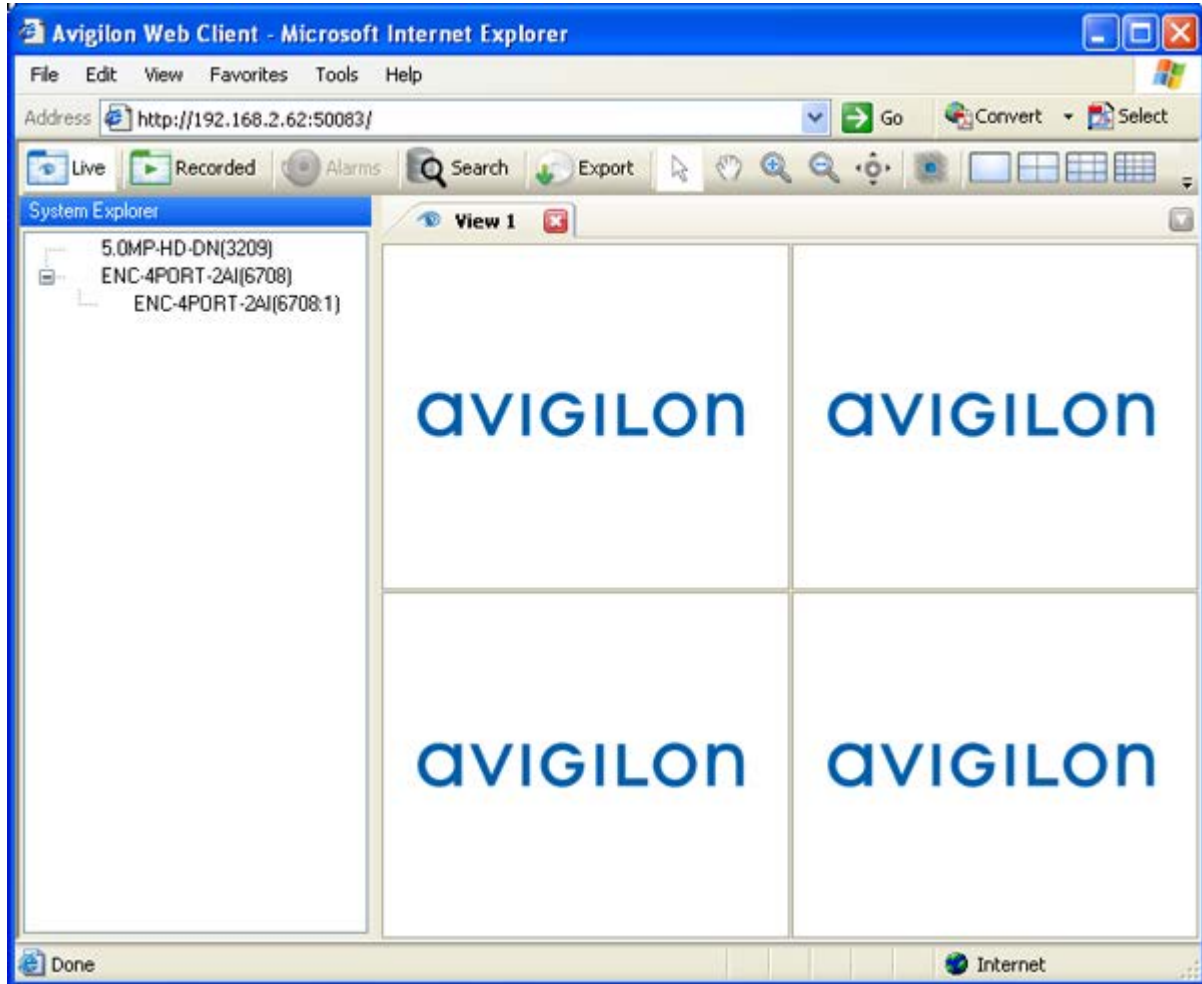 Avigilon Web Client - Microsoft Internet Explorer
File Edit View Favorites Tools Help
Address http://192.168.2.62:50083/ Go Convert Select
Live Recorded Alarms Search Export
System Explorer
View 1
5.0MP-HD-DN(3209)
ENC-4PORT-2AI(6708)
ENC-4PORT-2AI(6708:1)
avigilon avigilon
avigilon avigilon
Done Internet